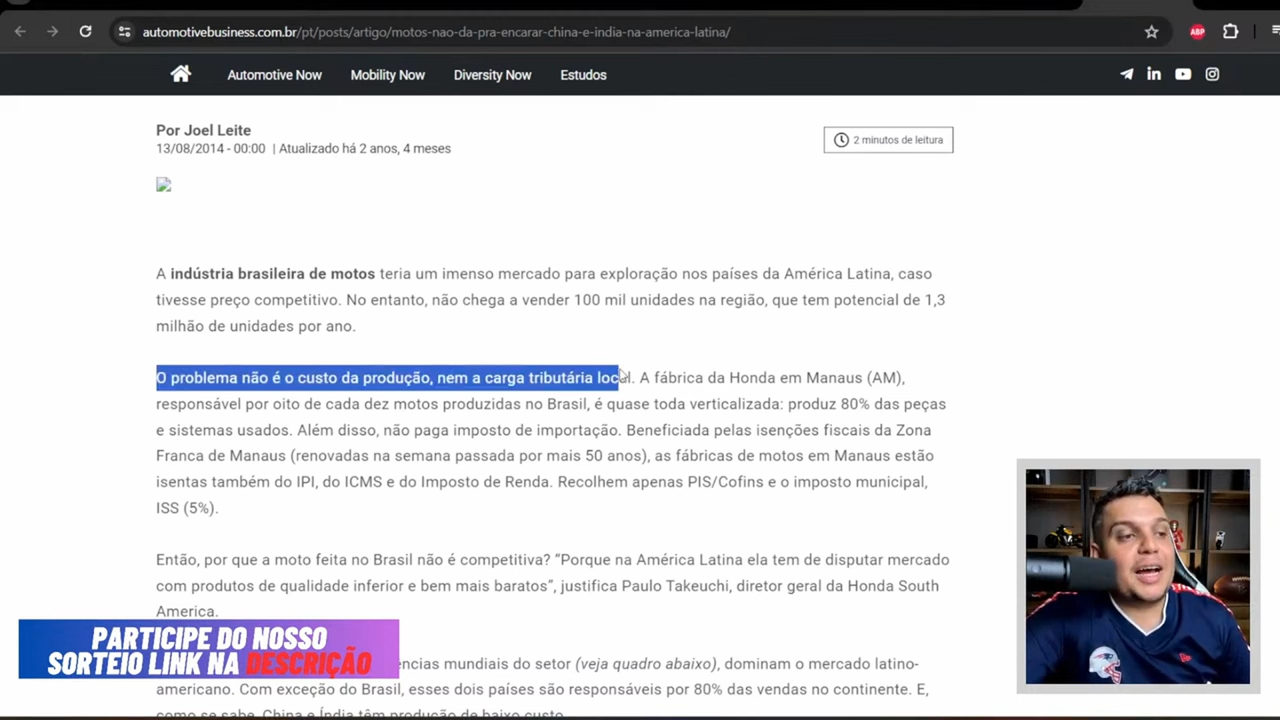 automotivebusiness.com.br/pt/posts/artigo/motos-nao-da-pra-encarar-china-e-india-na-america-latina/
ABP
Automotive Now Mobility Now Diversity Now Estudos
Por Joel Leite
13/08/2014 - 00:00 | Atualizado há 2 anos, 4 meses
2 minutos de leitura
A indústria brasileira de motos teria um imenso mercado para exploração nos países da América Latina, caso
tivesse preço competitivo. No entanto, não chega a vender 100 mil unidades na região, que tem potencial de 1,3
milhão de unidades por ano.
O problema não é o custo da produção, nem a carga tributária local. A fábrica da Honda em Manaus (AM),
responsável por oito de cada dez motos produzidas no Brasil, é quase toda verticalizada: produz 80% das peças
e sistemas usados. Além disso, não paga imposto de importação. Beneficiada pelas isenções fiscais da Zona
Franca de Manaus (renovadas na semana passada por mais 50 anos), as fábricas de motos em Manaus estão
isentas também do IPI, do ICMS e do Imposto de Renda. Recolhem apenas PIS/Cofins e o imposto municipal,
ISS (5%).
Então, por que a moto feita no Brasil não é competitiva? “Porque na América Latina ela tem de disputar mercado
com produtos de qualidade inferior e bem mais baratos”, justifica Paulo Takeuchi, diretor geral da Honda South
America.
PARTICIPE DO NOSSO
SORTEIO LINK NA DESCRIÇÃO
ências mundiais do setor (veja quadro abaixo), dominam o mercado latino-
americano. Com exceção do Brasil, esses dois países são responsáveis por 80% das vendas no continente. E,
como se sabe, China e Índia têm produção de baixo custo.